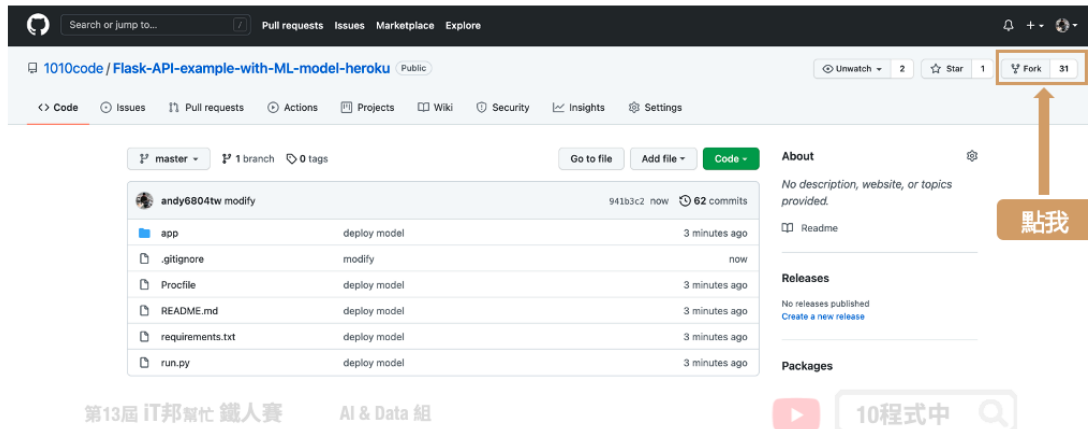 Search or jump to... / Pull requests Issues Marketplace Explore
1010code / Flask-API-example-with-ML-model-heroku Public Unwatch 2 Star 1 Fork 31
<> Code Issues Pull requests Actions Projects Wiki Security Insights Settings
master 1 branch 0 tags Go to file Add file Code
andy6804tw modify 941b3c2 now 62 commits
app deploy model 3 minutes ago
.gitignore modify now
Procfile deploy model 3 minutes ago
README.md deploy model 3 minutes ago
requirements.txt deploy model 3 minutes ago
run.py deploy model 3 minutes ago
About
No description, website, or topics
provided.
Readme
Releases
No releases published
Create a new release
Packages
點我
第13屆 iT邦幫忙 鐵人賽 AI & Data 組 10程式中